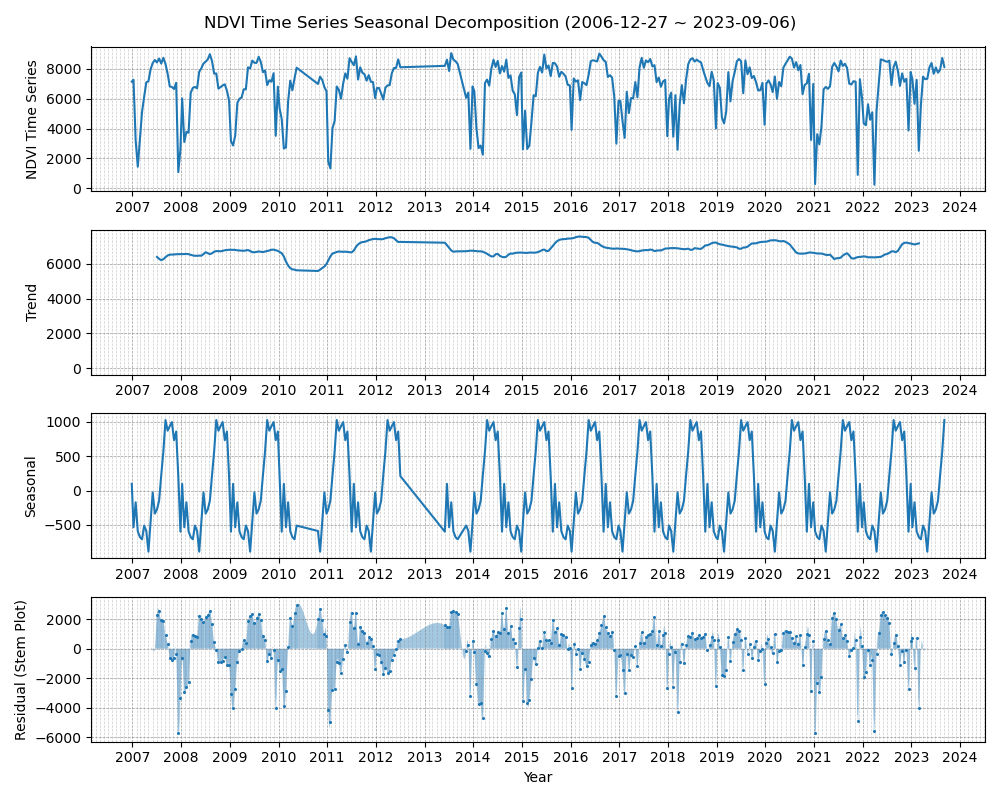 NDVI Time Series Seasonal Decomposition (2006-12-27 ~ 2023-09-06)
NDVI Time Series
8000
6000
4000
2000
0
2007 2008 2009 2010 2011 2012 2013 2014 2015 2016 2017 2018 2019 2020 2021 2022 2023 2024
Trend
6000
4000
2000
0
2007 2008 2009 2010 2011 2012 2013 2014 2015 2016 2017 2018 2019 2020 2021 2022 2023 2024
Seasonal
1000
500
0
−500
2007 2008 2009 2010 2011 2012 2013 2014 2015 2016 2017 2018 2019 2020 2021 2022 2023 2024
Residual (Stem Plot)
2000
0
−2000
−4000
−6000
2007 2008 2009 2010 2011 2012 2013 2014 2015 2016 2017 2018 2019 2020 2021 2022 2023 2024
Year